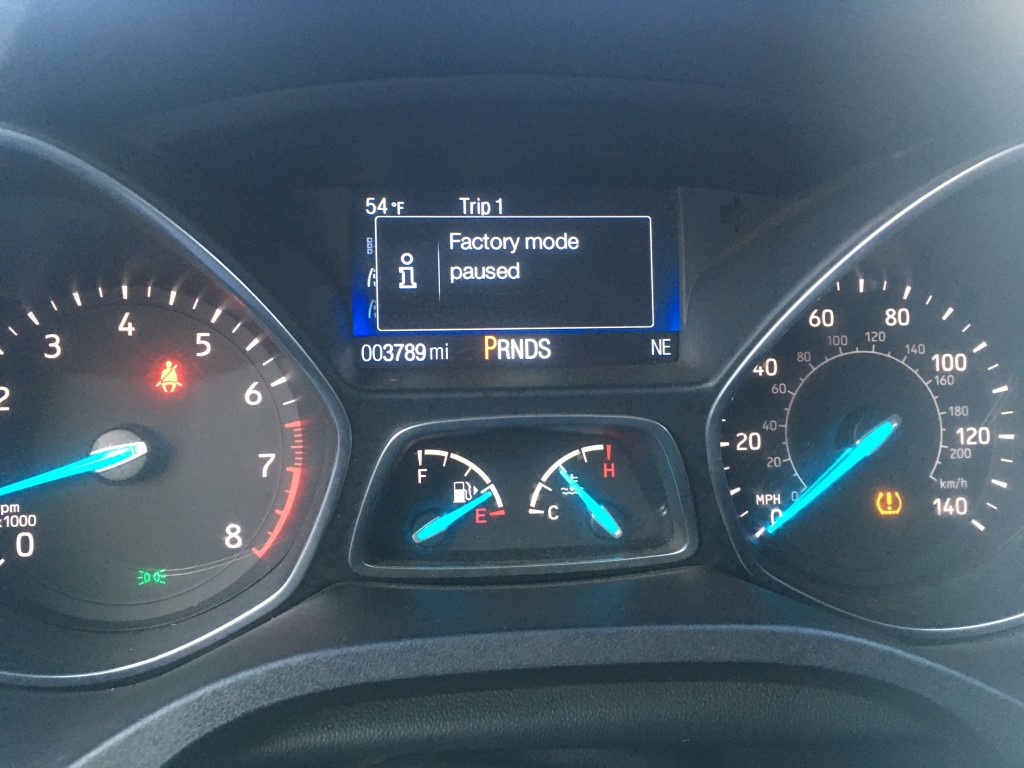 54 °F Trip 1
i Factory mode
paused
003789 mi PRNDS NE
2 3 4 5 6 7 8
0
x1000
F E
C H
0 20 40 60 80 100 120 140
MPH
0 20 40 60 80 100 120 140 160 180 200
km/h